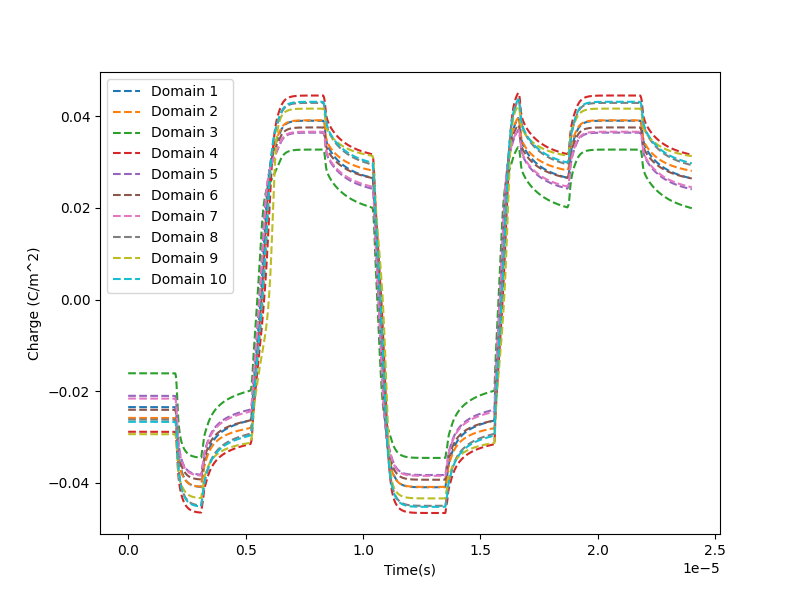 0.04
0.02
0.00
−0.02
−0.04
Charge (C/m^2)
Domain 1
Domain 2
Domain 3
Domain 4
Domain 5
Domain 6
Domain 7
Domain 8
Domain 9
Domain 10
0.0 0.5 1.0 1.5 2.0 2.5
Time(s)
1e−5